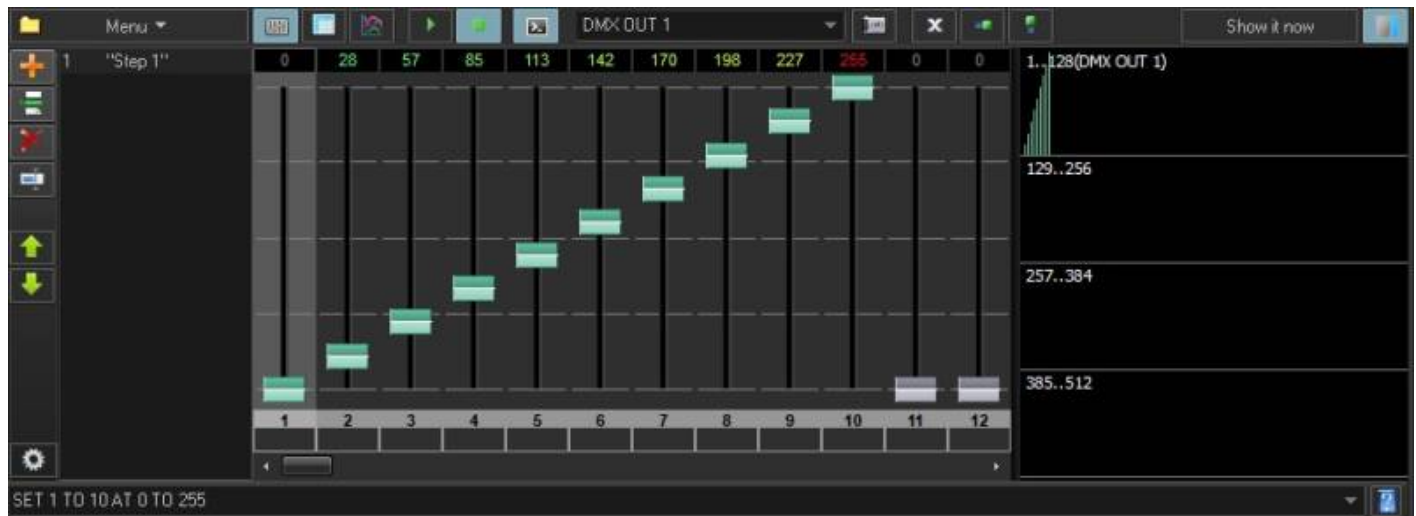 Menu
DMX OUT 1
Show it now
1 "Step 1"
0 28 57 85 113 142 170 198 227 255 0 0
1..128(DMX OUT 1)
129..256
257..384
385..512
1 2 3 4 5 6 7 8 9 10 11 12
SET 1 TO 10 AT 0 TO 255